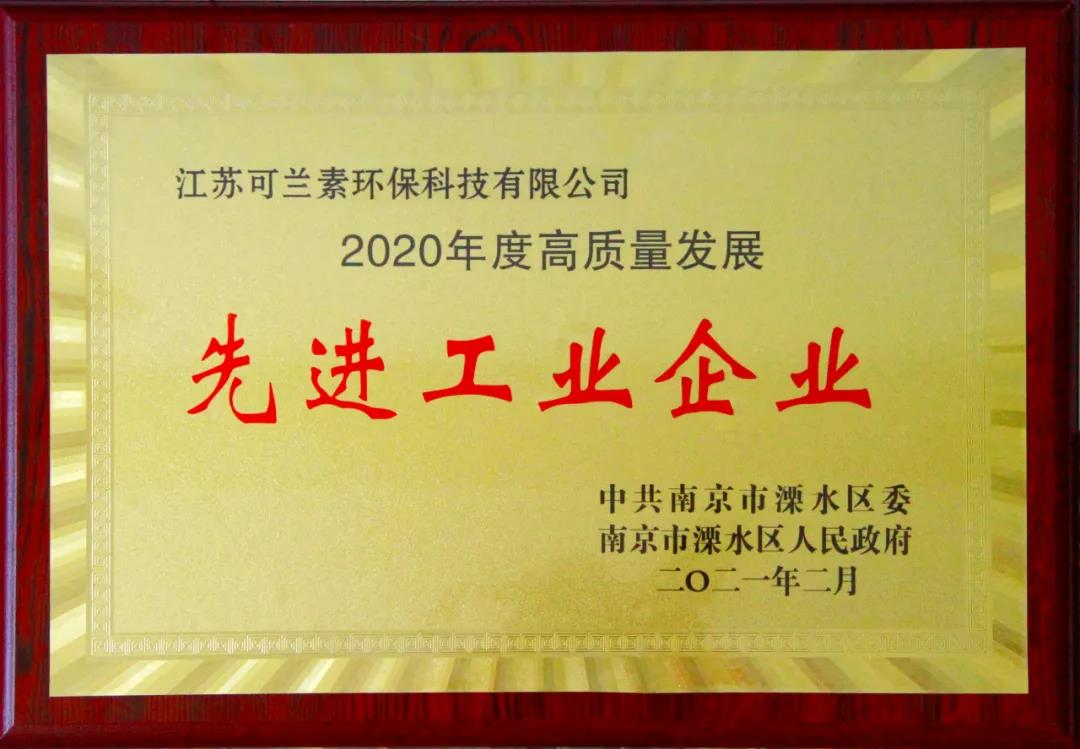 江苏可兰素环保科技有限公司
2020年度高质量发展
先进工业企业
中共南京市溧水区委
南京市溧水区人民政府
二〇二一年二月